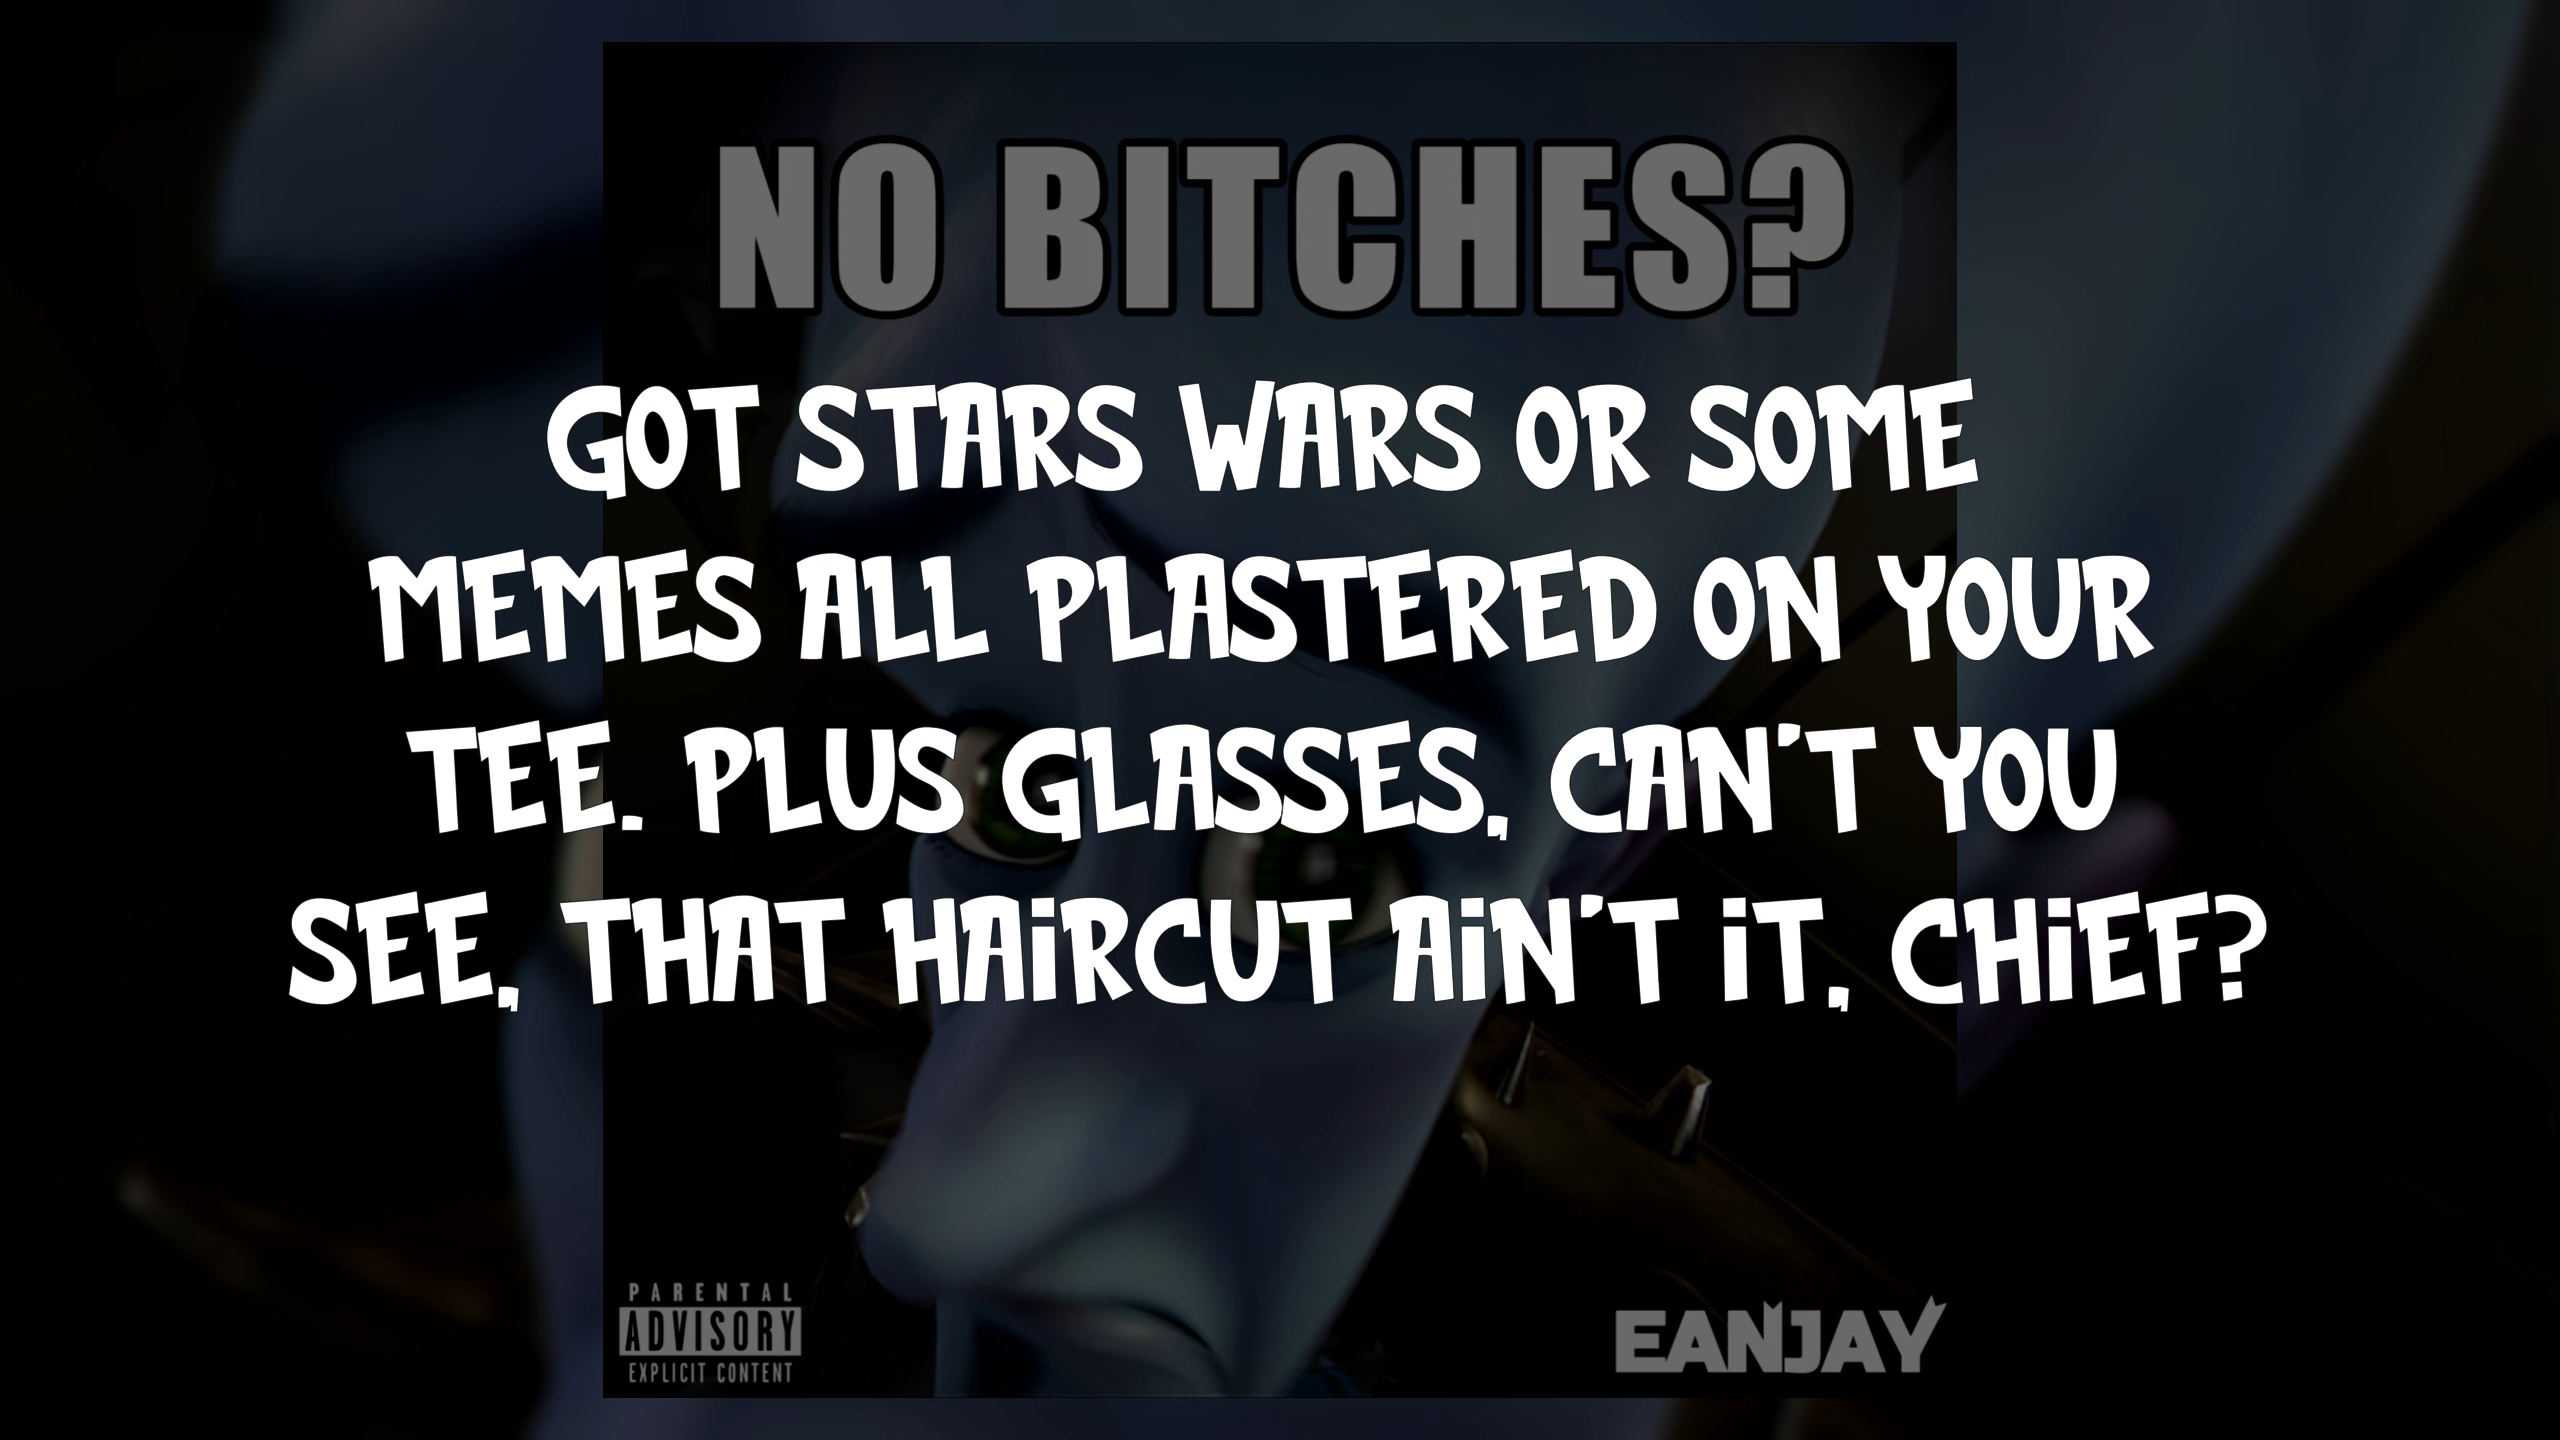 NO BITCHES?
GOT STARS WARS OR SOME
MEMES ALL PLASTERED ON YOUR
TEE. PLUS GLASSES, CAN'T YOU
SEE, THAT HAiRCUT AiN'T iT, CHiEF?
PARENTAL
ADVISORY
EXPLICIT CONTENT
EANJAY